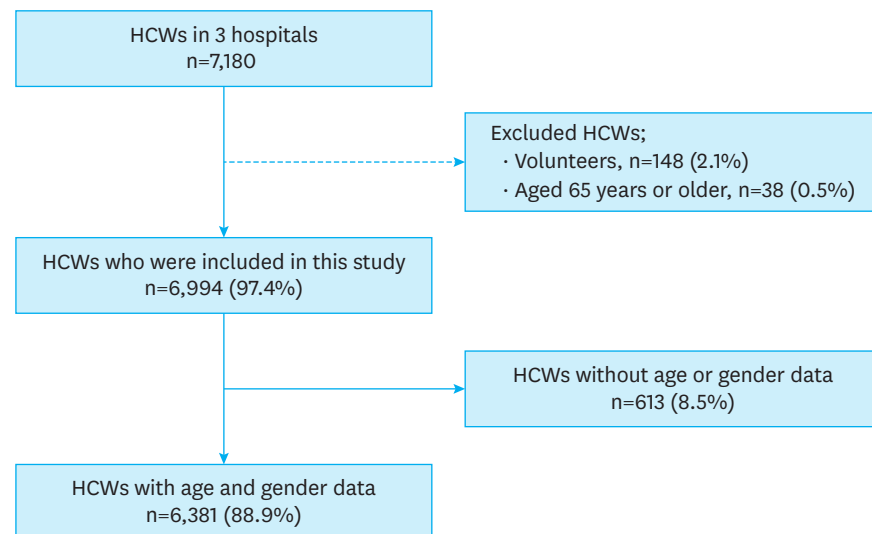 HCWs in 3 hospitals
n=7,180
Excluded HCWs;
· Volunteers, n=148 (2.1%)
· Aged 65 years or older, n=38 (0.5%)
HCWs who were included in this study
n=6,994 (97.4%)
HCWs without age or gender data
n=613 (8.5%)
HCWs with age and gender data
n=6,381 (88.9%)